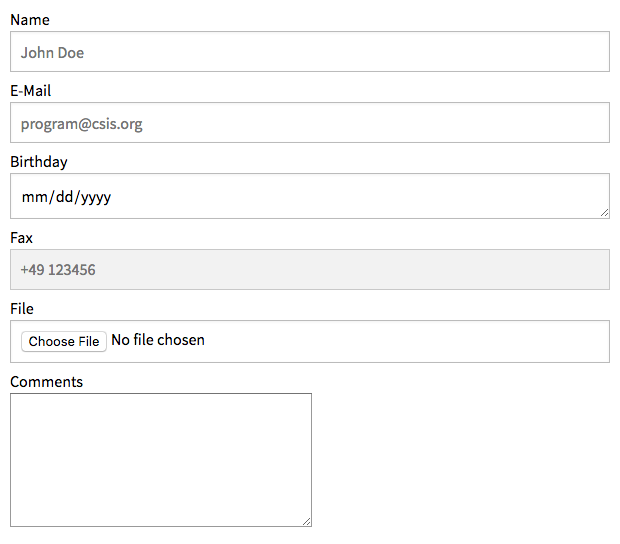 Name
John Doe
E-Mail
program@csis.org
Birthday
mm/dd/yyyy
Fax
+49 123456
File
Choose File No file chosen
Comments